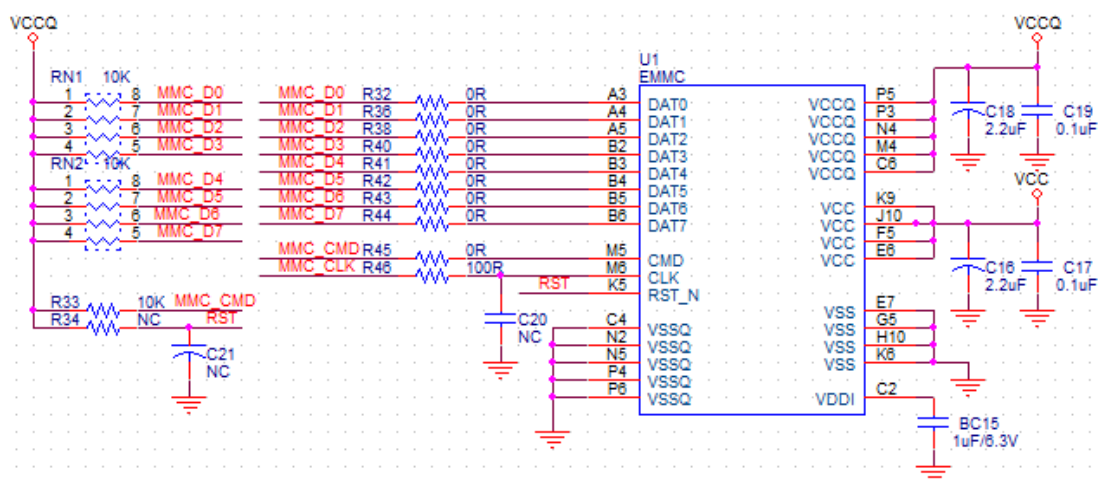 VCCQ
VCCQ
RN1 10K
1 8 MMC_D0
2 7 MMC_D1
3 6 MMC_D2
4 5 MMC_D3
RN2 10K
1 8 MMC_D4
2 7 MMC_D5
3 6 MMC_D6
4 5 MMC_D7
R33 10K MMC_CMD
R34 NC RST
C21
NC
MMC_D0 R32 0R A3 DAT0
MMC_D1 R36 0R A4 DAT1
MMC_D2 R38 0R A5 DAT2
MMC_D3 R40 0R B2 DAT3
MMC_D4 R41 0R B3 DAT4
MMC_D5 R42 0R B4 DAT5
MMC_D6 R43 0R B5 DAT6
MMC_D7 R44 0R B6 DAT7
MMC_CMD R45 0R M5 CMD
MMC_CLK R46 100R M6 CLK
RST K5 RST_N
C20
NC
C4 VSSQ
N2 VSSQ
N5 VSSQ
P4 VSSQ
P6 VSSQ
U1
EMMC
VCCQ P5
VCCQ P3
VCCQ N4
VCCQ M4
VCCQ C6
C18
2.2uF
C19
0.1uF
VCC
VCC K9
VCC J10
VCC F5
VCC E6
C16
2.2uF
C17
0.1uF
VSS E7
VSS G5
VSS H10
VSS K6
VDDI C2
BC15
1uF/6.3V